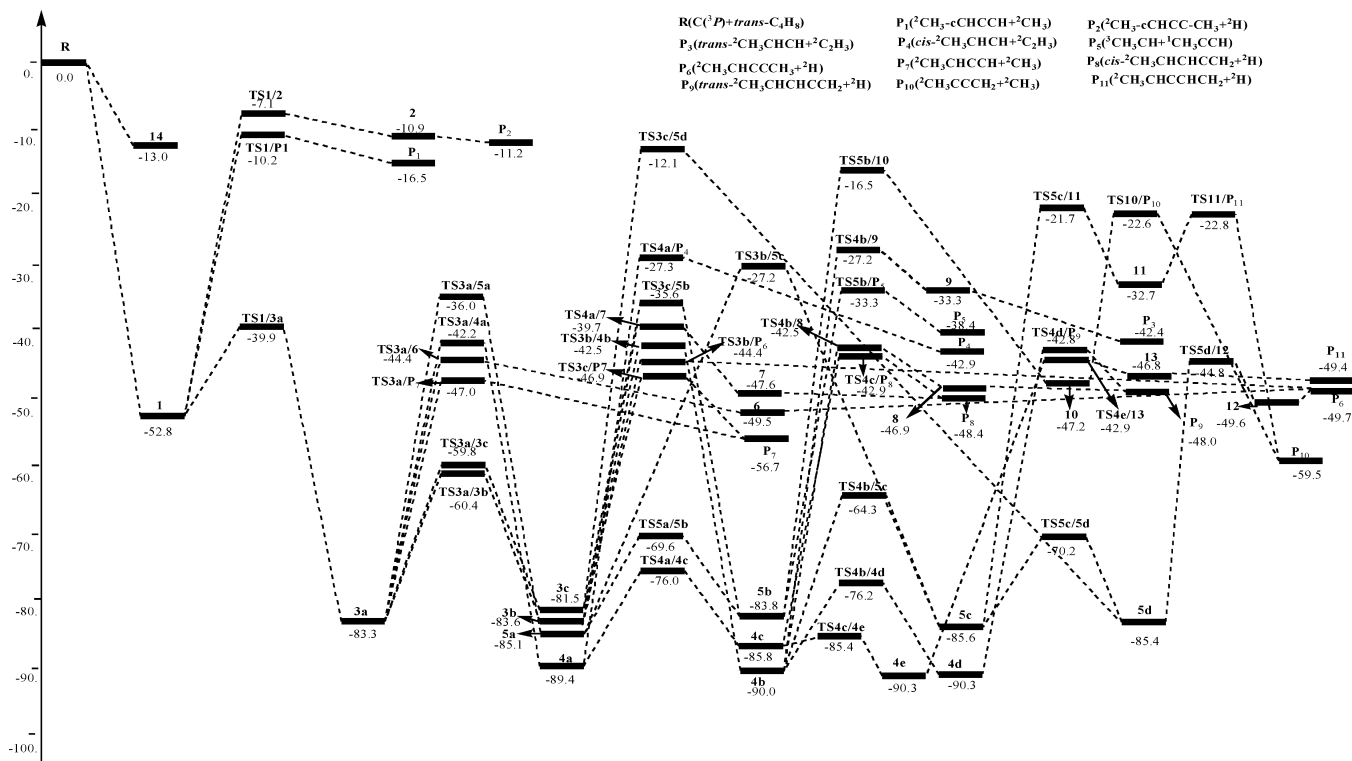 R(C(³P)+trans-C₄H₈)
P₁(²CH₃-cCHCCH+²CH₃)
P₂(²CH₃-cCHCC-CH₃+²H)
P₃(trans-²CH₃CHCH+²C₂H₃)
P₄(cis-²CH₃CHCH+²C₂H₃)
P₅(³CH₃CH+¹CH₃CCH)
P₆(²CH₃CHCCCH₃+²H)
P₇(²CH₃CHCCH+²CH₃)
P₈(cis-²CH₃CHCHCCH₂+²H)
P₉(trans-²CH₃CHCHCCH₂+²H)
P₁₀(²CH₃CCCH₂+²CH₃)
P₁₁(²CH₃CHCCHCH₂+²H)
0.
-10.
-20.
-30.
-40.
-50.
-60.
-70.
-80.
-90.
-100.
R
0.0
14
-13.0
1
-52.8
TS1/2
-7.1
TS1/P1
-10.2
TS1/3a
-39.9
2
-10.9
P₂
-11.2
P₁
-16.5
3a
-83.3
TS3a/5a
-36.0
TS3a/4a
-42.2
TS3a/6
-44.4
TS3a/P
-47.0
TS3a/3c
-59.8
TS3a/3b
-60.4
3c
-81.5
3b
-83.6
5a
-85.1
4a
-89.4
TS3c/5d
-12.1
TS4a/P₄
-27.3
TS3c/5b
-35.6
TS4a/7
-39.7
TS3b/4b
-42.5
TS3b/P₆
-44.4
TS3c/P7
-46.9
TS5a/5b
-69.6
TS4a/4c
-76.0
TS3b/5c
-27.2
7
-47.6
6
-49.5
P₇
-56.7
5b
-83.8
4c
-85.8
4b
-90.0
TS5b/10
-16.5
TS4b/9
-27.2
TS5b/P₅
-33.3
TS4b/8
-42.5
TS4c/P₈
-42.9
TS4b/5c
-64.3
TS4b/4d
-76.2
TS4c/4e
-85.4
4e
-90.3
9
-33.3
P₅
-38.4
P₄
-42.9
8
-46.9
P₈
-48.4
5c
-85.6
4d
-90.3
TS5c/11
-21.7
TS10/P₁₀
-22.6
TS11/P₁₁
-22.8
11
-32.7
TS4d/P₉
-42.8
P₃
-42.4
TS4e/13
-42.9
13
-46.8
10
-47.2
P₉
-48.0
TS5c/5d
-70.2
5d
-85.4
TS5d/12
-44.8
12
-49.6
P₁₁
-49.4
P₆
-49.7
P₁₀
-59.5